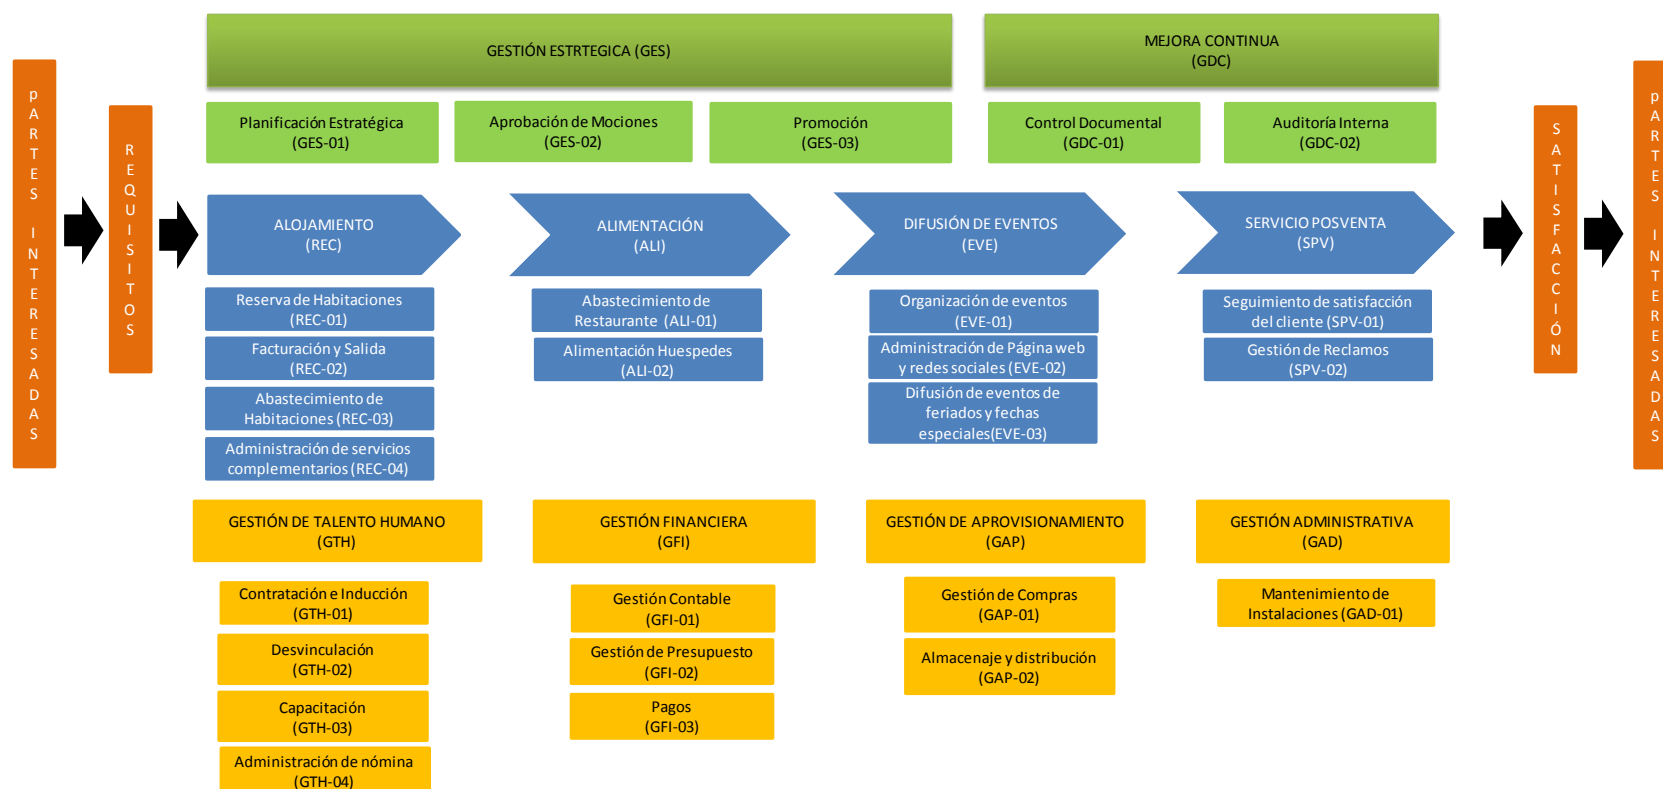 GESTIÓN ESTRTEGICA (GES)
MEJORA CONTINUA
(GDC)
pARTES INTERESADAS
REQUISITOS
Planificación Estratégica
(GES-01)
Aprobación de Mociones
(GES-02)
Promoción
(GES-03)
Control Documental
(GDC-01)
Auditoría Interna
(GDC-02)
SATISFACCIÓN
pARTES INTERESADAS
ALOJAMIENTO
(REC)
ALIMENTACIÓN
(ALI)
DIFUSIÓN DE EVENTOS
(EVE)
SERVICIO POSVENTA
(SPV)
Reserva de Habitaciones
(REC-01)
Facturación y Salida
(REC-02)
Abastecimiento de
Habitaciones (REC-03)
Administración de servicios
complementarios (REC-04)
Abastecimiento de
Restaurante (ALI-01)
Alimentación Huespedes
(ALI-02)
Organización de eventos
(EVE-01)
Administración de Página web
y redes sociales (EVE-02)
Difusión de eventos de
feriados y fechas
especiales(EVE-03)
Seguimiento de satisfacción
del cliente (SPV-01)
Gestión de Reclamos
(SPV-02)
GESTIÓN DE TALENTO HUMANO
(GTH)
GESTIÓN FINANCIERA
(GFI)
GESTIÓN DE APROVISIONAMIENTO
(GAP)
GESTIÓN ADMINISTRATIVA
(GAD)
Contratación e Inducción
(GTH-01)
Desvinculación
(GTH-02)
Capacitación
(GTH-03)
Administración de nómina
(GTH-04)
Gestión Contable
(GFI-01)
Gestión de Presupuesto
(GFI-02)
Pagos
(GFI-03)
Gestión de Compras
(GAP-01)
Almacenaje y distribución
(GAP-02)
Mantenimiento de
Instalaciones (GAD-01)